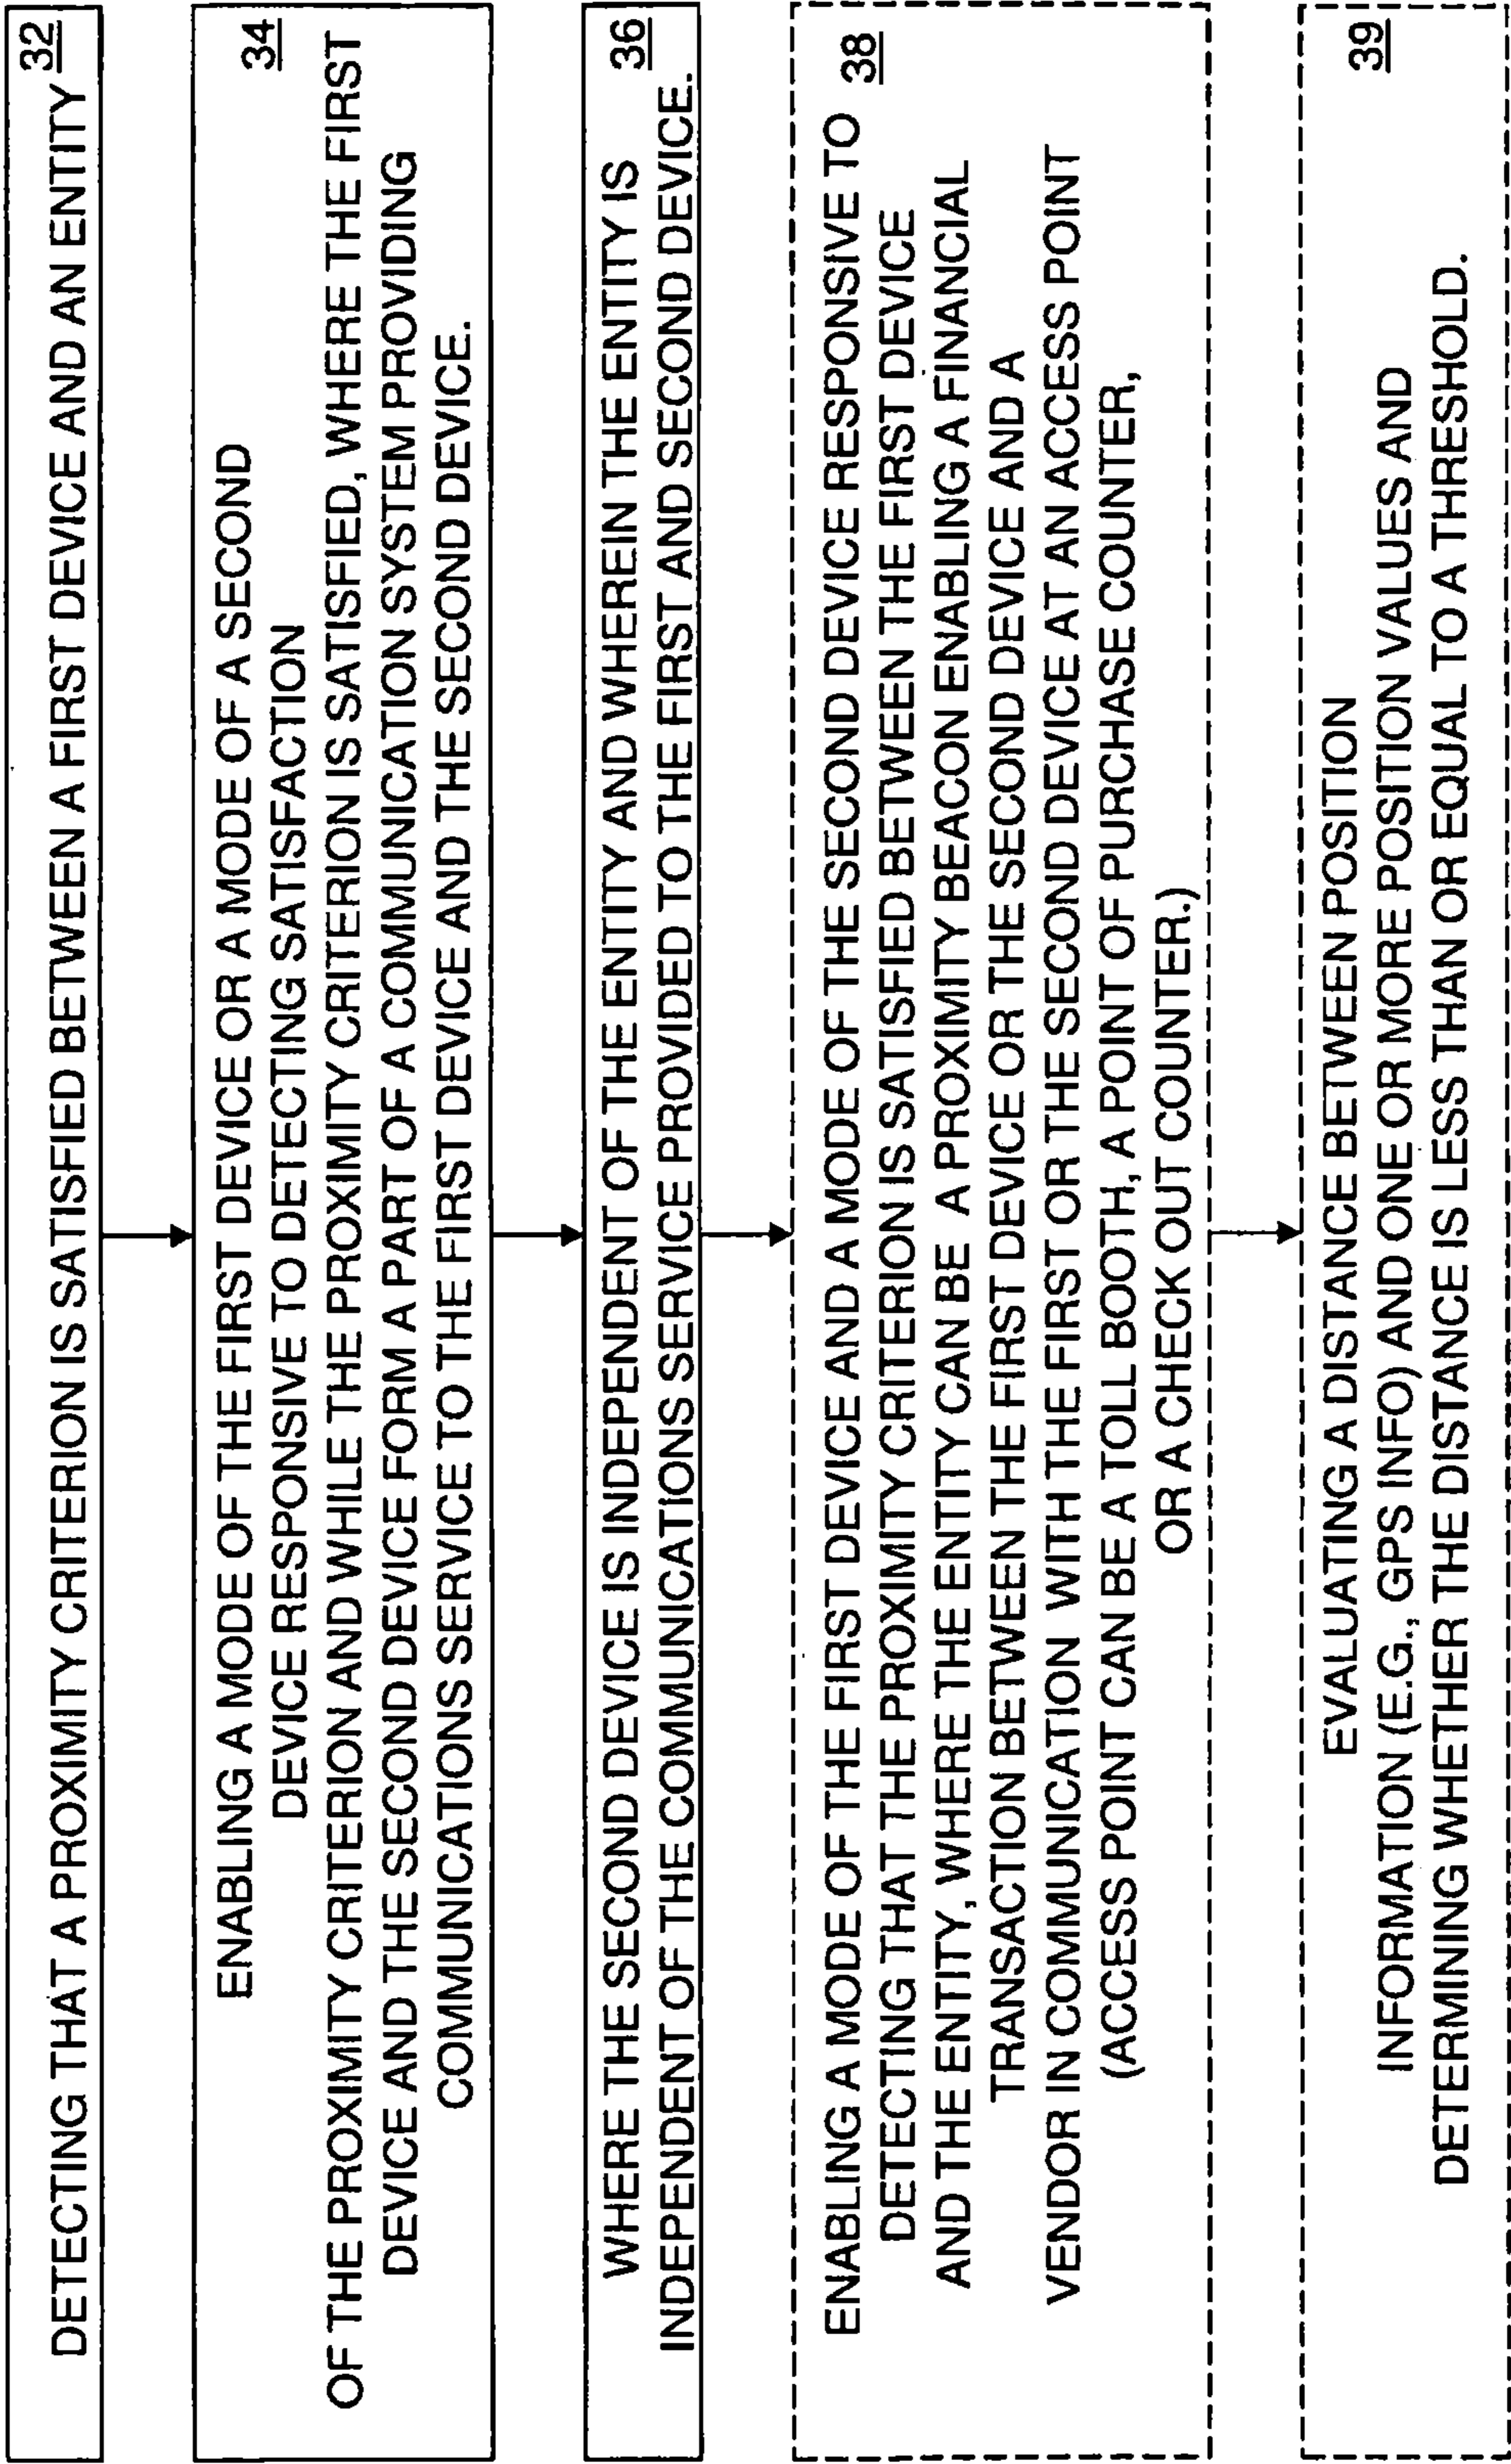 DETECTING THAT A PROXIMITY CRITERION IS SATISFIED BETWEEN A FIRST DEVICE AND AN ENTITY 32
ENABLING A MODE OF THE FIRST DEVICE OR A MODE OF A SECOND 34
DEVICE RESPONSIVE TO DETECTING SATISFACTION
OF THE PROXIMITY CRITERION AND WHILE THE PROXIMITY CRITERION IS SATISFIED, WHERE THE FIRST
DEVICE AND THE SECOND DEVICE FORM A PART OF A COMMUNICATION SYSTEM PROVIDING
COMMUNICATIONS SERVICE TO THE FIRST DEVICE AND THE SECOND DEVICE.
WHERE THE SECOND DEVICE IS INDEPENDENT OF THE ENTITY AND WHEREIN THE ENTITY IS 36
INDEPENDENT OF THE COMMUNICATIONS SERVICE PROVIDED TO THE FIRST AND SECOND DEVICE.
ENABLING A MODE OF THE FIRST DEVICE AND A MODE OF THE SECOND DEVICE RESPONSIVE TO 38
DETECTING THAT THE PROXIMITY CRITERION IS SATISFIED BETWEEN THE FIRST DEVICE
AND THE ENTITY, WHERE THE ENTITY CAN BE A PROXIMITY BEACON ENABLING A FINANCIAL
TRANSACTION BETWEEN THE FIRST DEVICE OR THE SECOND DEVICE AND A
VENDOR IN COMMUNICATION WITH THE FIRST OR THE SECOND DEVICE AT AN ACCESS POINT
(ACCESS POINT CAN BE A TOLL BOOTH, A POINT OF PURCHASE COUNTER,
OR A CHECK OUT COUNTER.)
EVALUATING A DISTANCE BETWEEN POSITION 39
INFORMATION (E.G., GPS INFO) AND ONE OR MORE POSITION VALUES AND
DETERMINING WHETHER THE DISTANCE IS LESS THAN OR EQUAL TO A THRESHOLD.